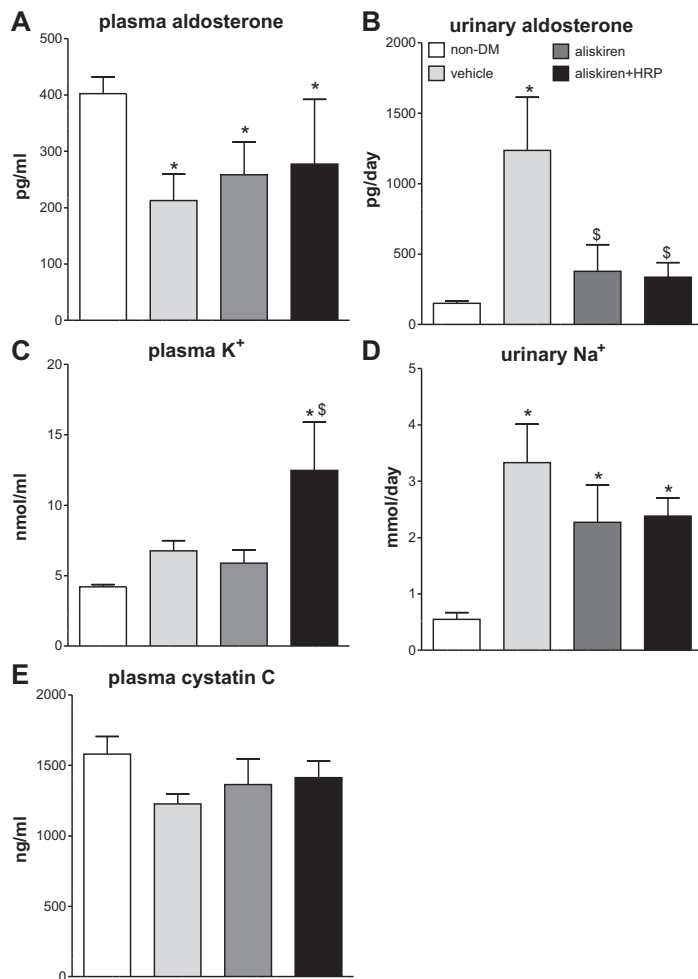 A plasma aldosterone
500
400
300
200
100
0
pg/ml
*
*
*
B urinary aldosterone
2000
1500
1000
500
0
pg/day
non-DM
vehicle
aliskiren
aliskiren+HRP
*
$
$
C plasma K+
20
15
10
5
0
nmol/ml
* $
D urinary Na+
5
4
3
2
1
0
mmol/day
*
*
*
E plasma cystatin C
2000
1500
1000
500
0
ng/ml